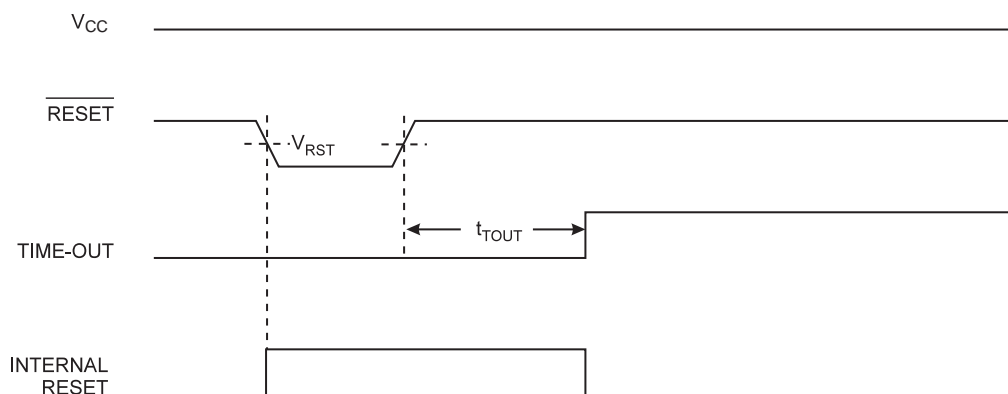 VCC
RESET
VRST
tTOUT
TIME-OUT
INTERNAL
RESET